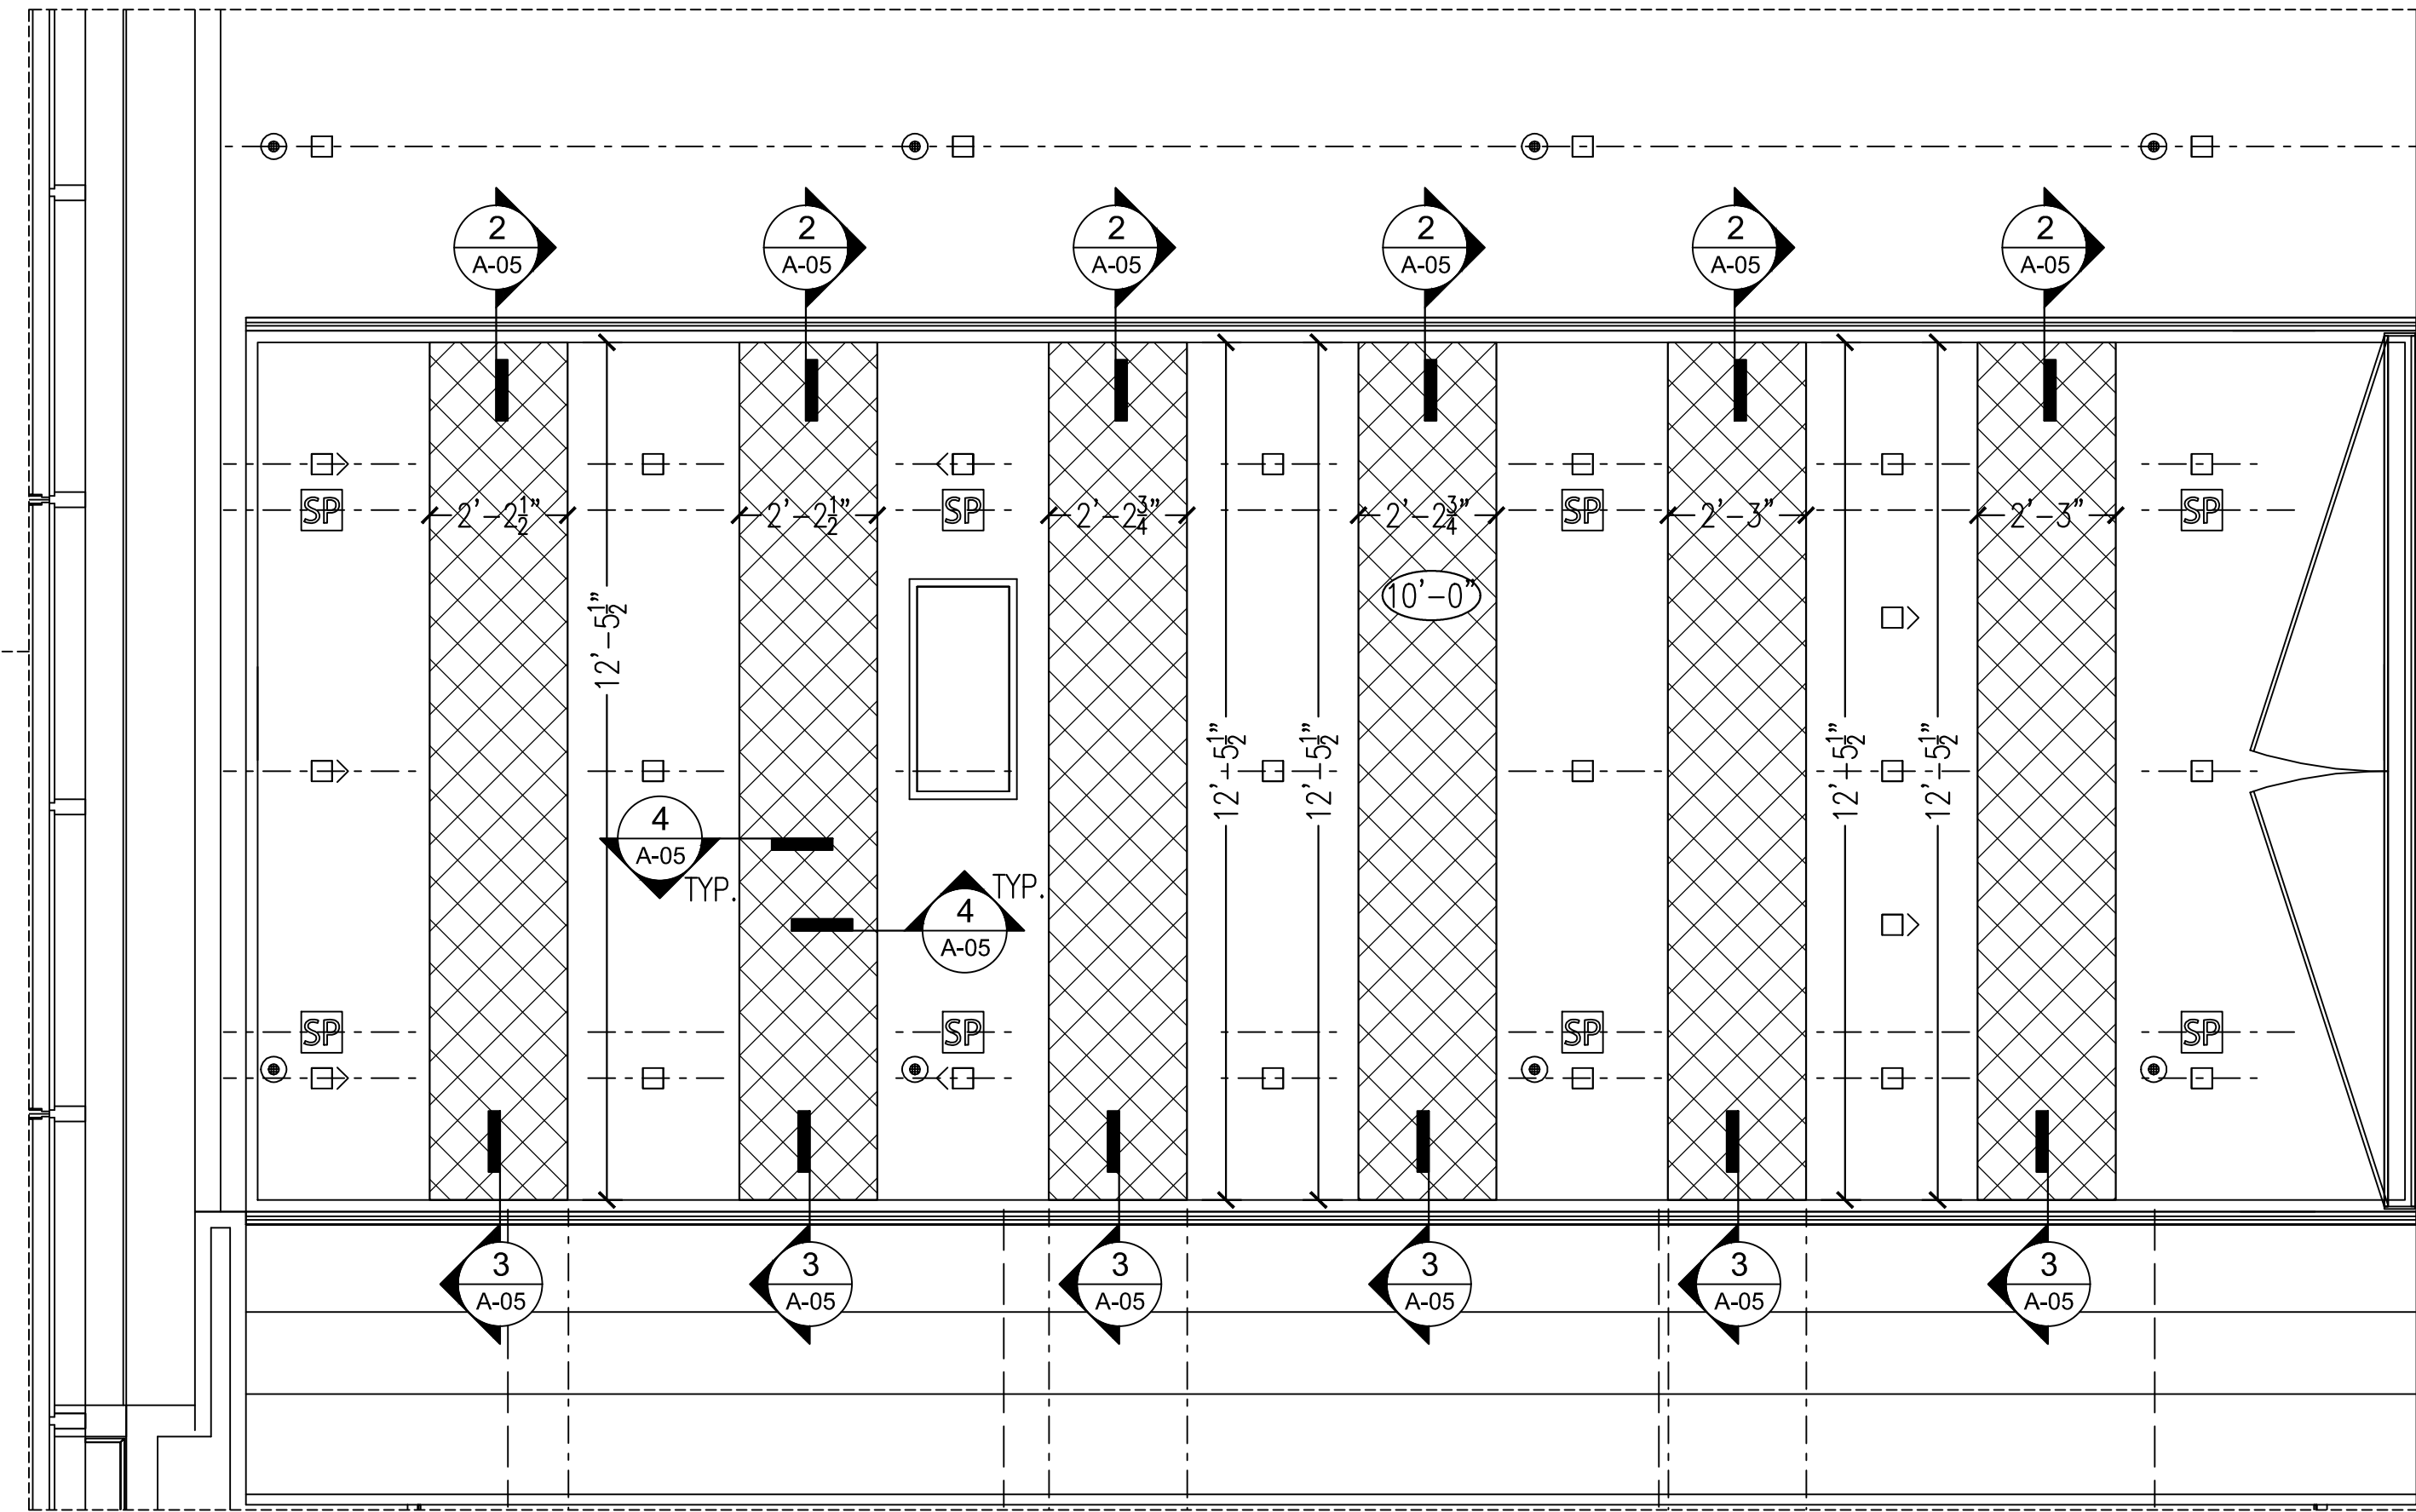 2 2 2 2 2 2
A-05 A-05 A-05 A-05 A-05 A-05
SP SP SP SP
2'-2½" 2'-2½" 2'-2¾" 2'-2¾" 2'-3" 2'-3"
10'-0"
12'-5½" 12'-5½" 12'-5½" 12'-5½" 12'-5½"
4
A-05
TYP.
TYP.
4
A-05
SP SP SP SP
3 3 3 3 3 3
A-05 A-05 A-05 A-05 A-05 A-05